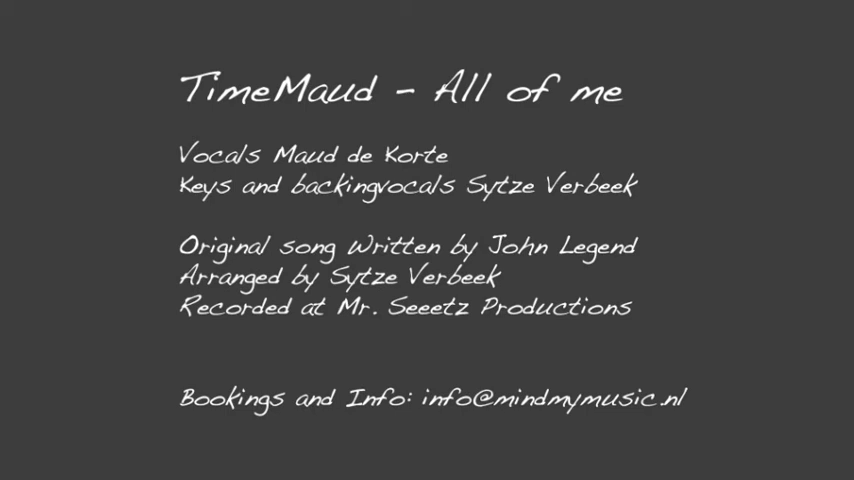 TimeMaud - All of me
Vocals Maud de Korte
Keys and backingvocals Sytze Verbeek
Original song Written by John Legend
Arranged by Sytze Verbeek
Recorded at Mr. Seeetz Productions
Bookings and Info: info@mindmymusic.nl